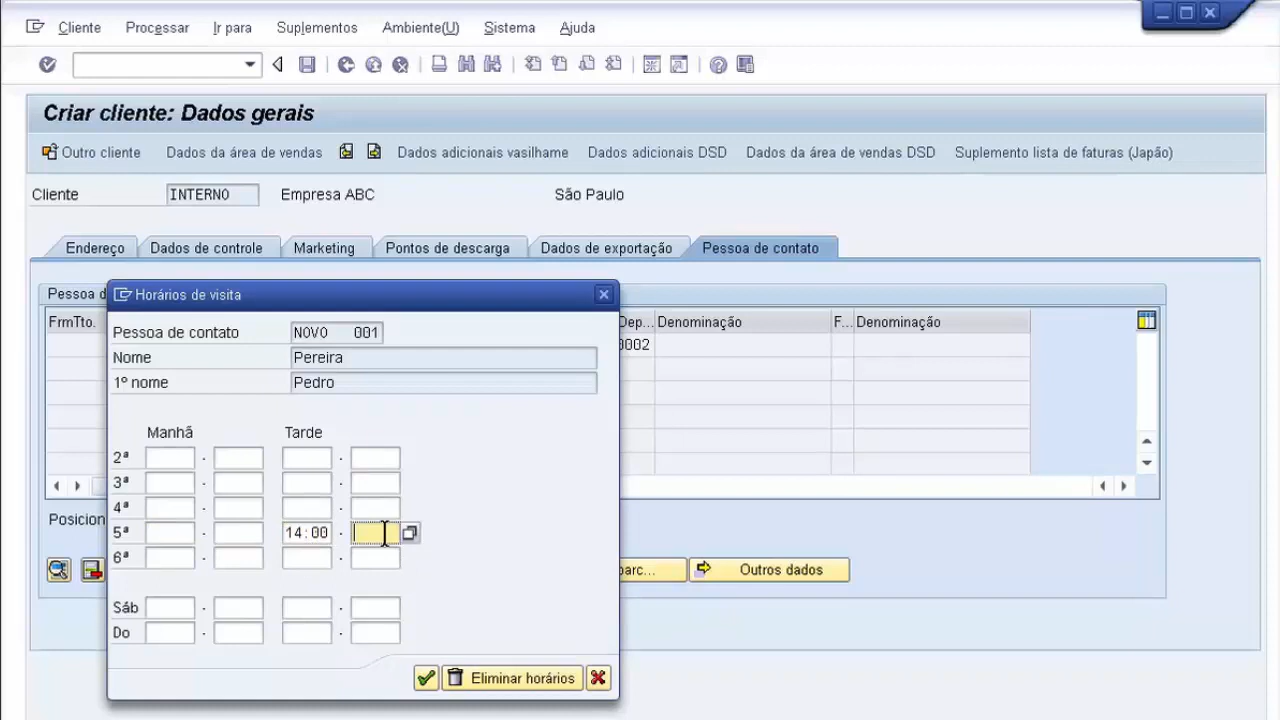 Cliente Processar Ir para Suplementos Ambiente(U) Sistema Ajuda
Criar cliente: Dados gerais
Outro cliente Dados da área de vendas Dados adicionais vasilhame Dados adicionais DSD Dados da área de vendas DSD Suplemento lista de faturas (Japão)
Cliente INTERNO Empresa ABC São Paulo
Endereço Dados de controle Marketing Pontos de descarga Dados de exportação Pessoa de contato
Pessoa d
FrmTto. Dep... Denominação F... Denominação
0002
Posicion
parc... Outros dados
Horários de visita
Pessoa de contato NOVO 001
Nome Pereira
1º nome Pedro
Manhã Tarde
2ª - -
3ª - -
4ª - -
5ª - 14:00 -
6ª - -
Sáb - -
Do - -
Eliminar horários